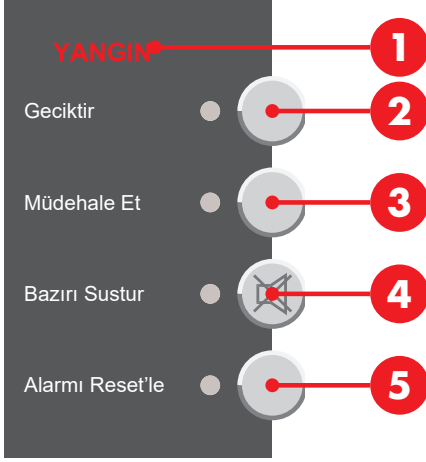 YANGIN
1
Geciktir
2
Müdehale Et
3
Bazırı Sustur
4
Alarmı Reset'le
5